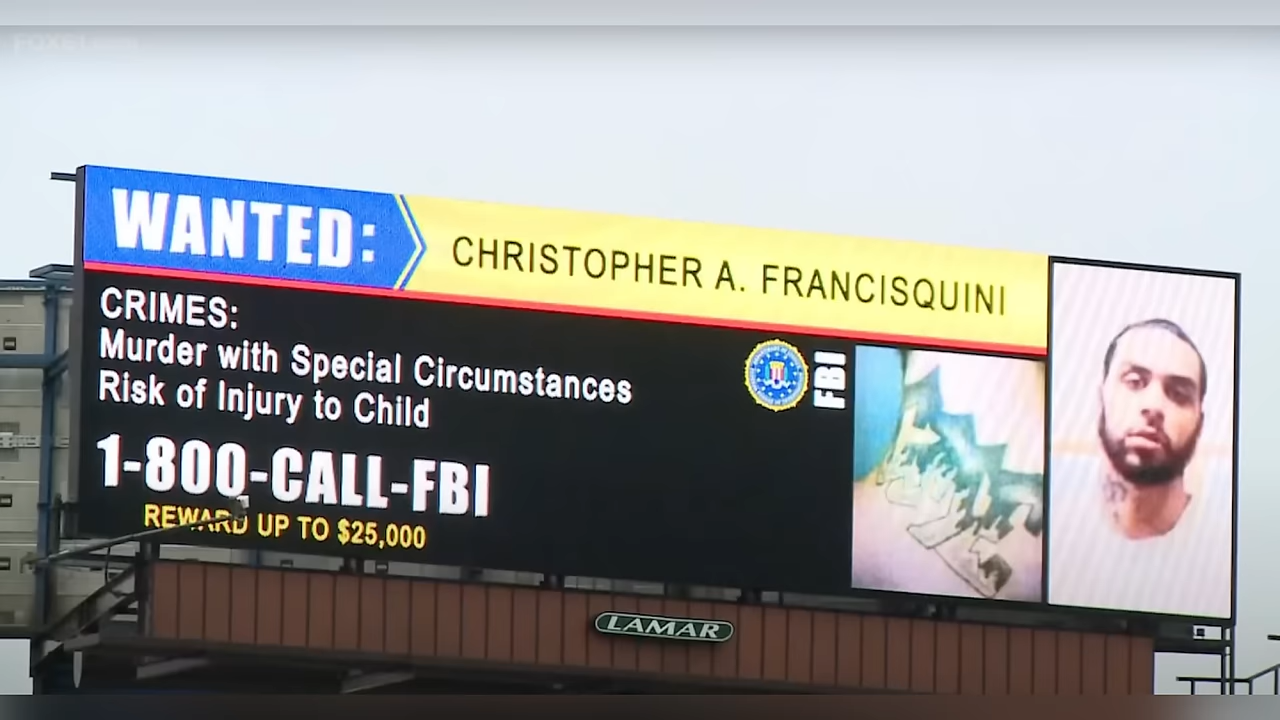 WANTED:
CHRISTOPHER A. FRANCISQUINI
CRIMES:
Murder with Special Circumstances
Risk of Injury to Child
1-800-CALL-FBI
REWARD UP TO $25,000
FBI
LAMAR